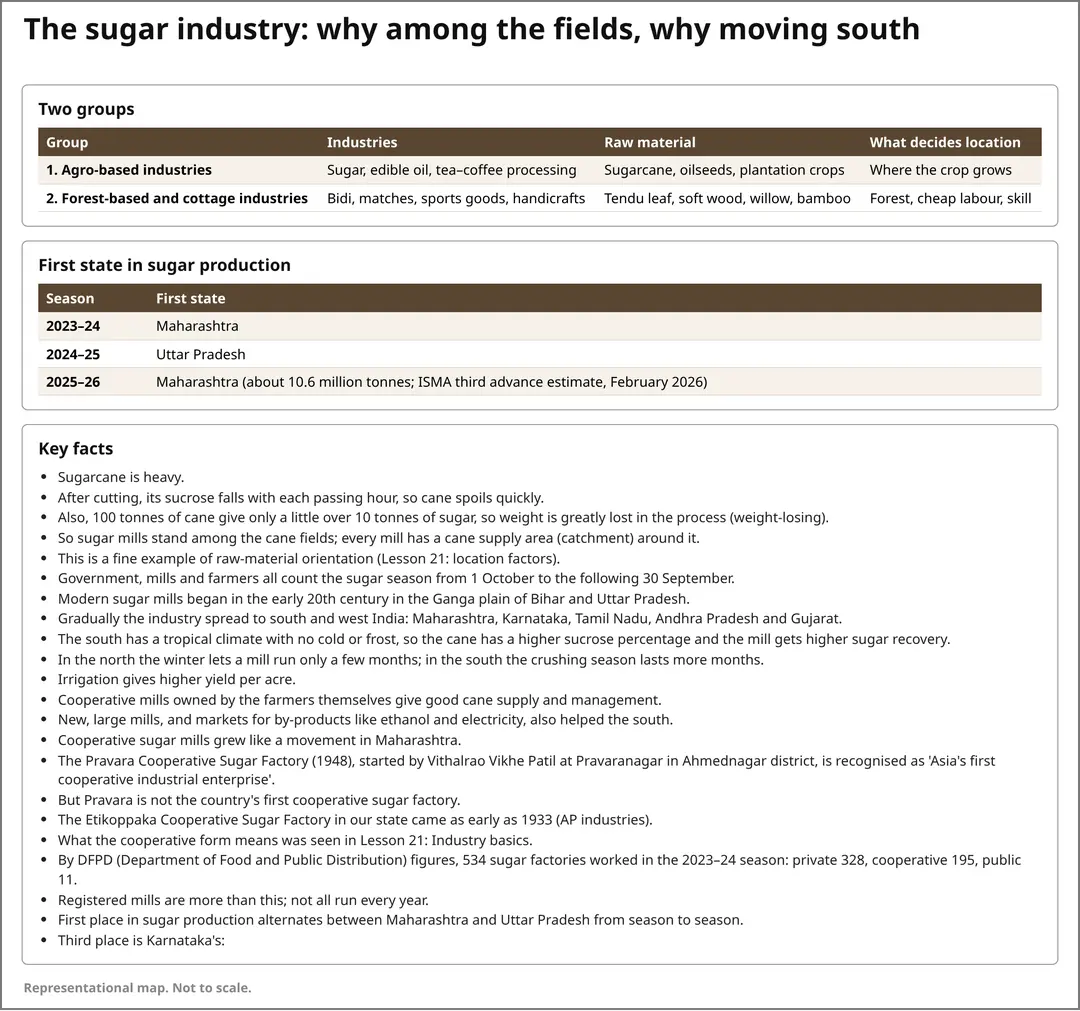 The sugar industry: why among the fields, why moving south
Two groups
Group Industries Raw material What decides location
1. Agro-based industries Sugar, edible oil, tea–coffee processing Sugarcane, oilseeds, plantation crops Where the crop grows
2. Forest-based and cottage industries Bidi, matches, sports goods, handicrafts Tendu leaf, soft wood, willow, bamboo Forest, cheap labour, skill
First state in sugar production
Season First state
2023–24 Maharashtra
2024–25 Uttar Pradesh
2025–26 Maharashtra (about 10.6 million tonnes; ISMA third advance estimate, February 2026)
Key facts
• Sugarcane is heavy.
• After cutting, its sucrose falls with each passing hour, so cane spoils quickly.
• Also, 100 tonnes of cane give only a little over 10 tonnes of sugar, so weight is greatly lost in the process (weight-losing).
• So sugar mills stand among the cane fields; every mill has a cane supply area (catchment) around it.
• This is a fine example of raw-material orientation (Lesson 21: location factors).
• Government, mills and farmers all count the sugar season from 1 October to the following 30 September.
• Modern sugar mills began in the early 20th century in the Ganga plain of Bihar and Uttar Pradesh.
• Gradually the industry spread to south and west India: Maharashtra, Karnataka, Tamil Nadu, Andhra Pradesh and Gujarat.
• The south has a tropical climate with no cold or frost, so the cane has a higher sucrose percentage and the mill gets higher sugar recovery.
• In the north the winter lets a mill run only a few months; in the south the crushing season lasts more months.
• Irrigation gives higher yield per acre.
• Cooperative mills owned by the farmers themselves give good cane supply and management.
• New, large mills, and markets for by-products like ethanol and electricity, also helped the south.
• Cooperative sugar mills grew like a movement in Maharashtra.
• The Pravara Cooperative Sugar Factory (1948), started by Vithalrao Vikhe Patil at Pravaranagar in Ahmednagar district, is recognised as 'Asia's first
cooperative industrial enterprise'.
• But Pravara is not the country's first cooperative sugar factory.
• The Etikoppaka Cooperative Sugar Factory in our state came as early as 1933 (AP industries).
• What the cooperative form means was seen in Lesson 21: Industry basics.
• By DFPD (Department of Food and Public Distribution) figures, 534 sugar factories worked in the 2023–24 season: private 328, cooperative 195, public
11.
• Registered mills are more than this; not all run every year.
• First place in sugar production alternates between Maharashtra and Uttar Pradesh from season to season.
• Third place is Karnataka's:
Representational map. Not to scale.